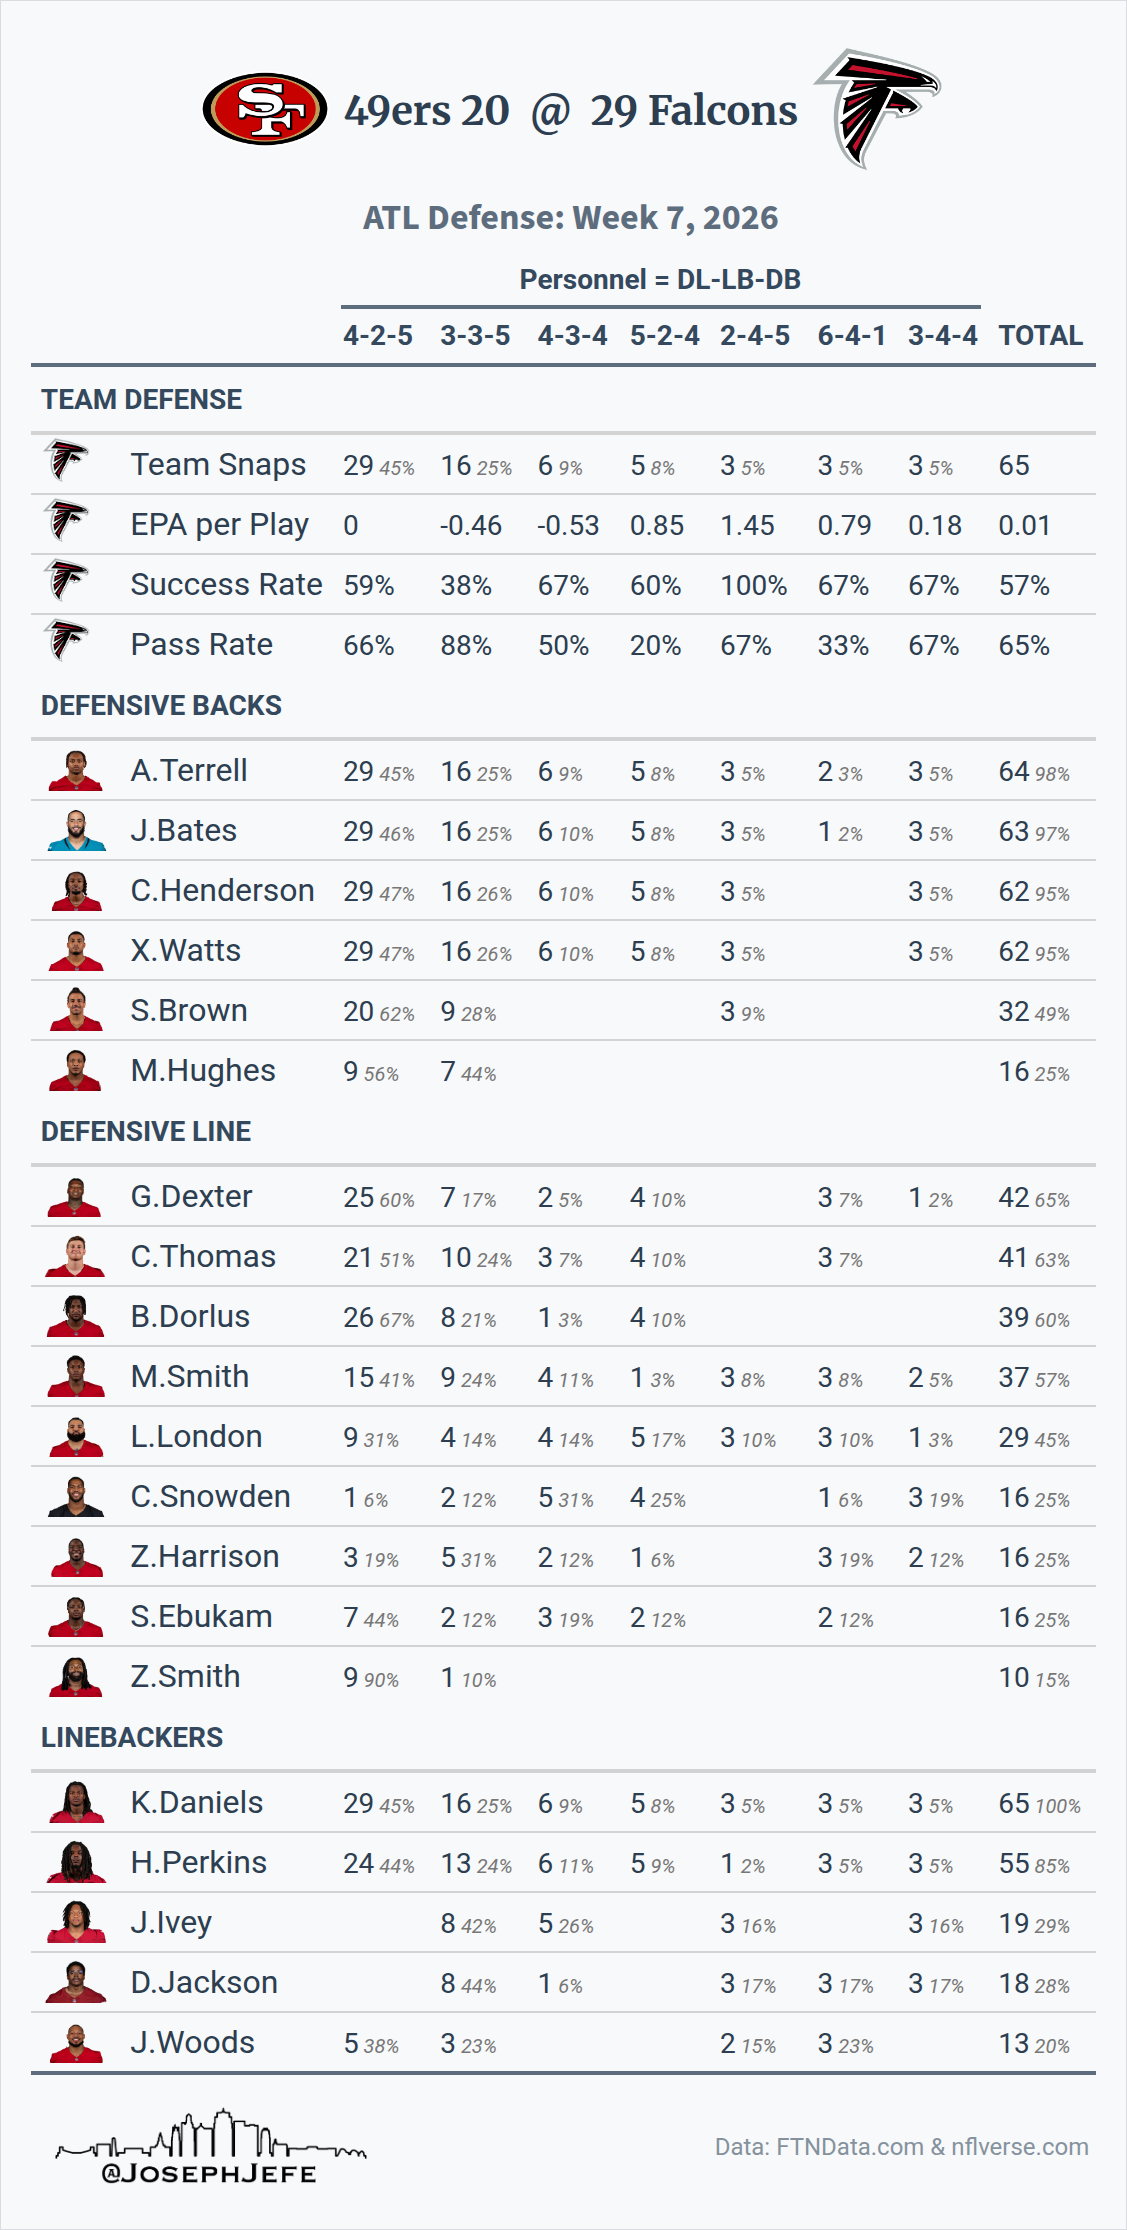 SF 49ers 20 @ 29 Falcons
ATL Defense: Week 7, 2026
Personnel = DL-LB-DB
4-2-5 3-3-5 4-3-4 5-2-4 2-4-5 6-4-1 3-4-4 TOTAL
TEAM DEFENSE
Team Snaps 29 45% 16 25% 6 9% 5 8% 3 5% 3 5% 3 5% 65
EPA per Play 0 -0.46 -0.53 0.85 1.45 0.79 0.18 0.01
Success Rate 59% 38% 67% 60% 100% 67% 67% 57%
Pass Rate 66% 88% 50% 20% 67% 33% 67% 65%
DEFENSIVE BACKS
A.Terrell 29 45% 16 25% 6 9% 5 8% 3 5% 2 3% 3 5% 64 98%
J.Bates 29 46% 16 25% 6 10% 5 8% 3 5% 1 2% 3 5% 63 97%
C.Henderson 29 47% 16 26% 6 10% 5 8% 3 5% 3 5% 62 95%
X.Watts 29 47% 16 26% 6 10% 5 8% 3 5% 3 5% 62 95%
S.Brown 20 62% 9 28% 3 9% 32 49%
M.Hughes 9 56% 7 44% 16 25%
DEFENSIVE LINE
G.Dexter 25 60% 7 17% 2 5% 4 10% 3 7% 1 2% 42 65%
C.Thomas 21 51% 10 24% 3 7% 4 10% 3 7% 41 63%
B.Dorlus 26 67% 8 21% 1 3% 4 10% 39 60%
M.Smith 15 41% 9 24% 4 11% 1 3% 3 8% 3 8% 2 5% 37 57%
L.London 9 31% 4 14% 4 14% 5 17% 3 10% 3 10% 1 3% 29 45%
C.Snowden 1 6% 2 12% 5 31% 4 25% 1 6% 3 19% 16 25%
Z.Harrison 3 19% 5 31% 2 12% 1 6% 3 19% 2 12% 16 25%
S.Ebukam 7 44% 2 12% 3 19% 2 12% 2 12% 16 25%
Z.Smith 9 90% 1 10% 10 15%
LINEBACKERS
K.Daniels 29 45% 16 25% 6 9% 5 8% 3 5% 3 5% 3 5% 65 100%
H.Perkins 24 44% 13 24% 6 11% 5 9% 1 2% 3 5% 3 5% 55 85%
J.Ivey 8 42% 5 26% 3 16% 3 16% 19 29%
D.Jackson 8 44% 1 6% 3 17% 3 17% 3 17% 18 28%
J.Woods 5 38% 3 23% 2 15% 3 23% 13 20%
@JOSEPHJEFE
Data: FTNData.com & nflverse.com